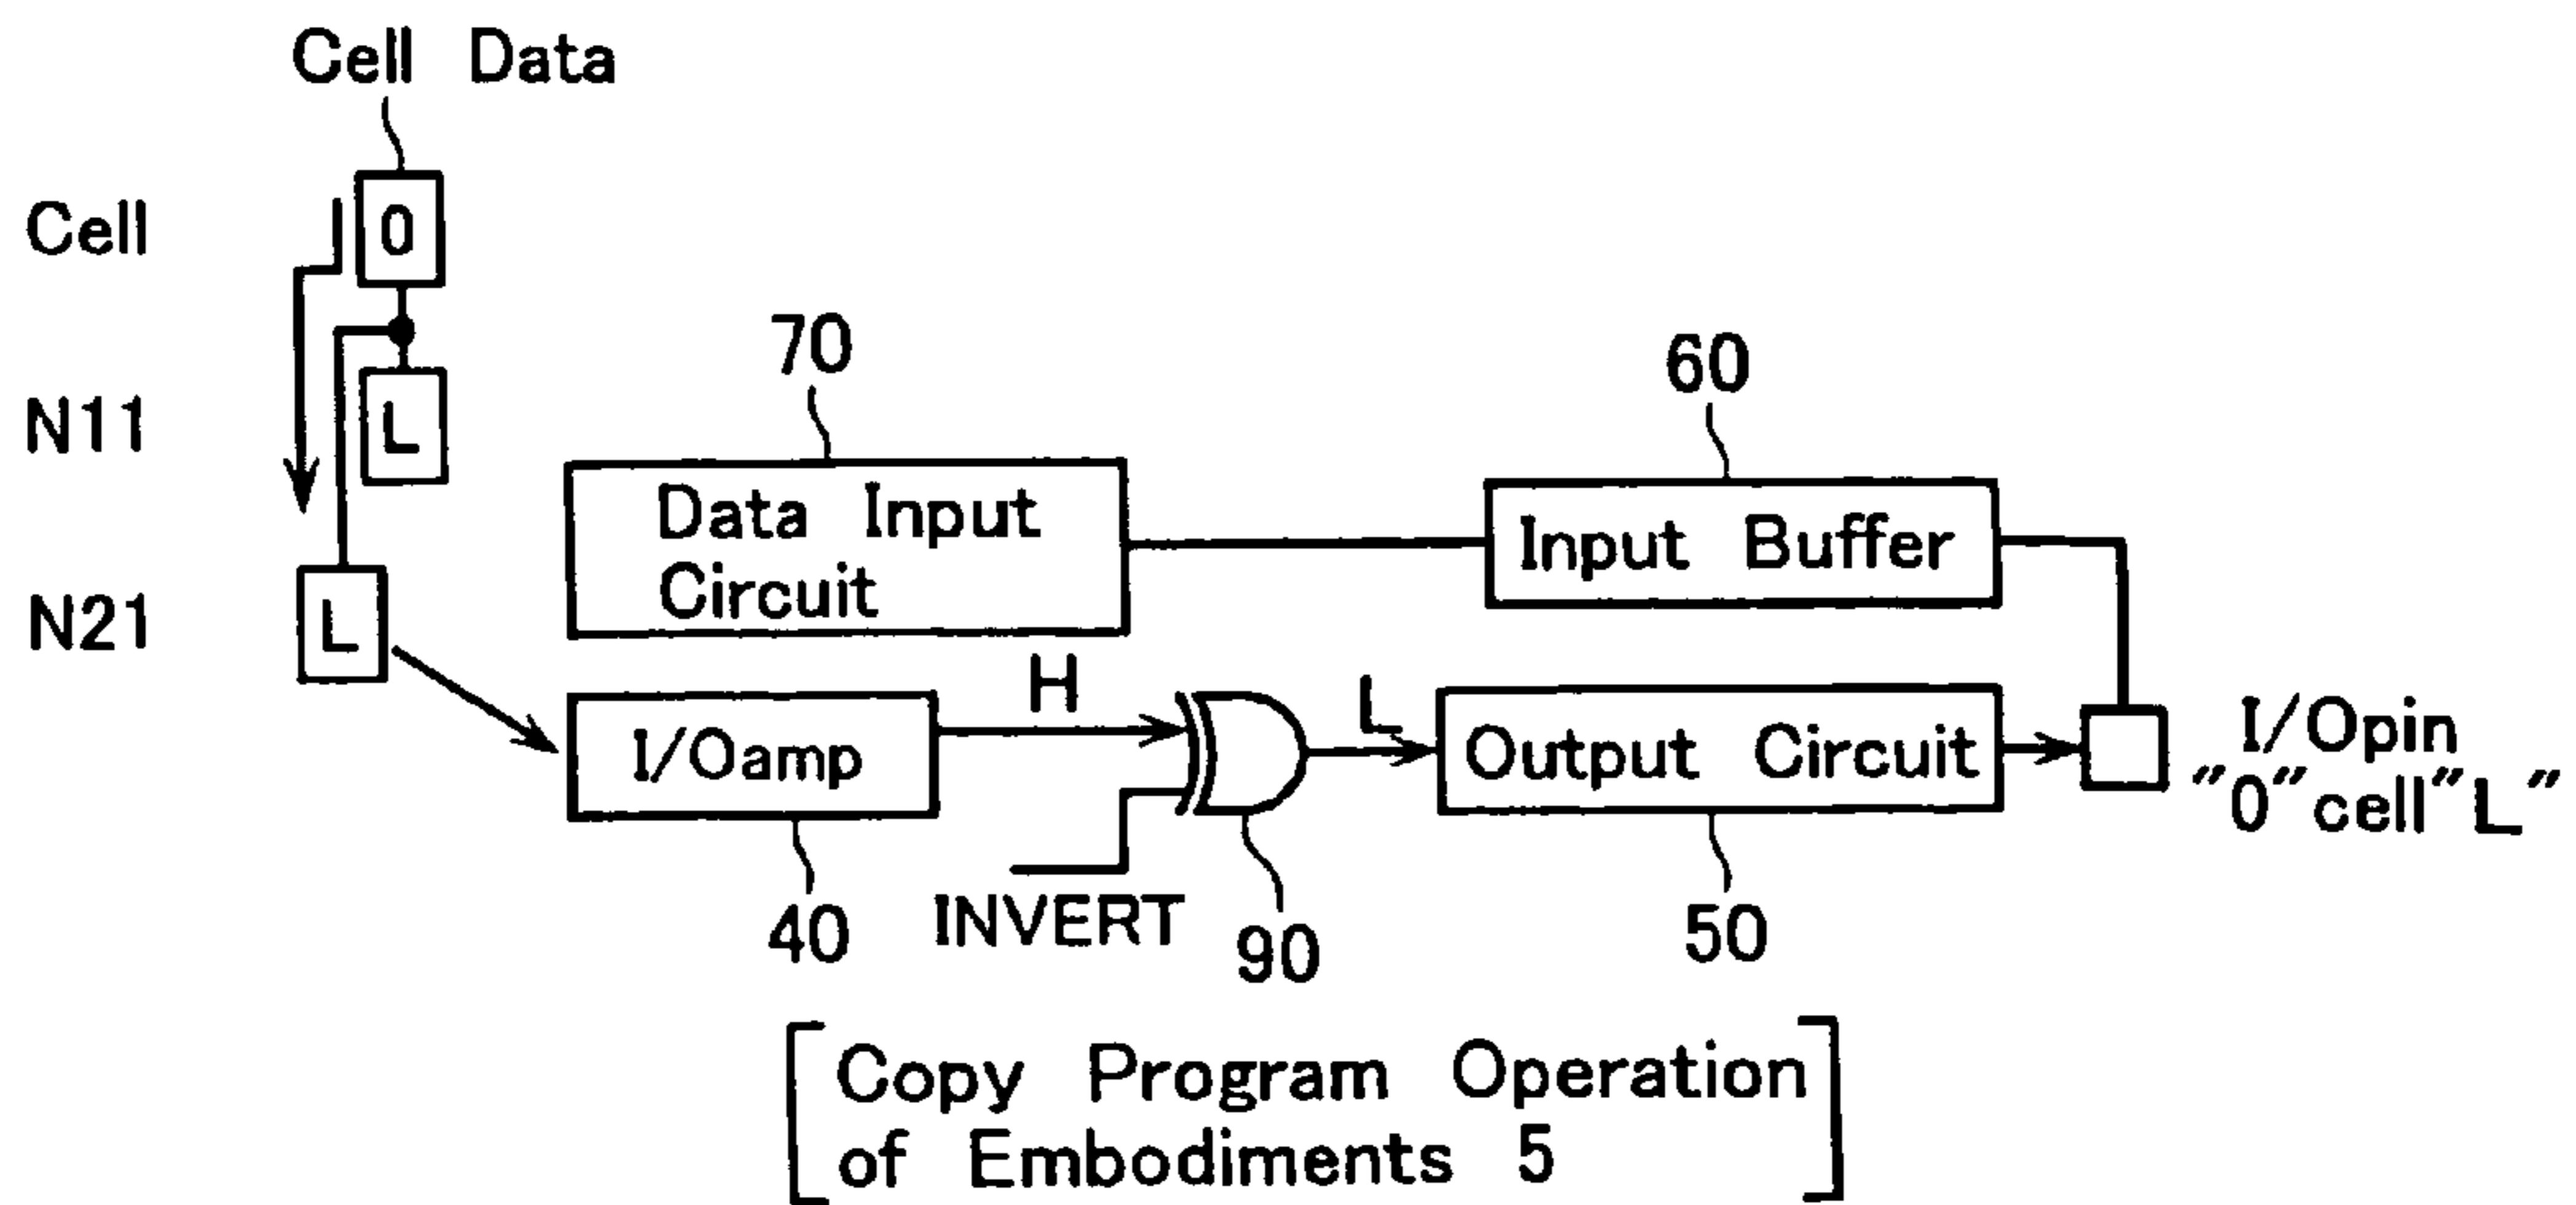 Cell Data
Cell
0
N11
L
N21
L
70
Data Input
Circuit
60
Input Buffer
I/Oamp
40
H
INVERT
90
L
Output Circuit
50
I/Opin
"0"cell"L"
Copy Program Operation
of Embodiments 5